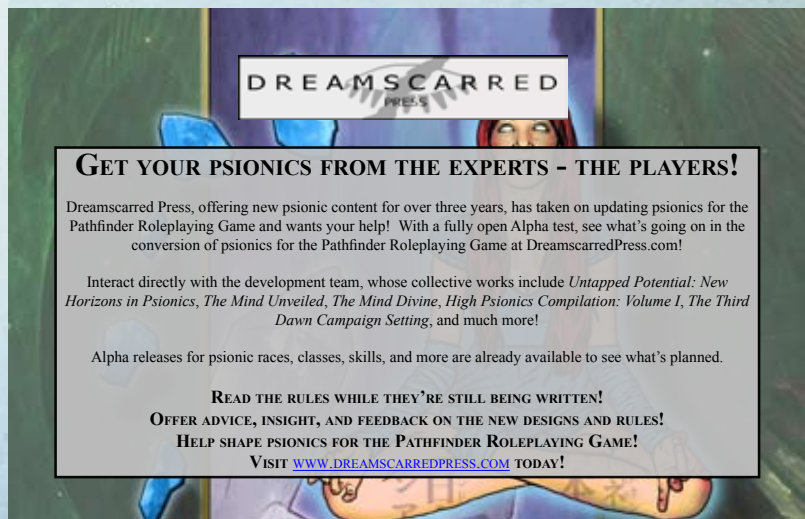 DREAMSCARRED
PRESS
GET YOUR PSIONICS FROM THE EXPERTS - THE PLAYERS!
Dreamscarred Press, offering new psionic content for over three years, has taken on updating psionics for the
Pathfinder Roleplaying Game and wants your help! With a fully open Alpha test, see what's going on in the
conversion of psionics for the Pathfinder Roleplaying Game at DreamscarredPress.com!
Interact directly with the development team, whose collective works include Untapped Potential: New
Horizons in Psionics, The Mind Unveiled, The Mind Divine, High Psionics Compilation: Volume I, The Third
Dawn Campaign Setting, and much more!
Alpha releases for psionic races, classes, skills, and more are already available to see what's planned.
READ THE RULES WHILE THEY'RE STILL BEING WRITTEN!
OFFER ADVICE, INSIGHT, AND FEEDBACK ON THE NEW DESIGNS AND RULES!
HELP SHAPE PSIONICS FOR THE PATHFINDER ROLEPLAYING GAME!
VISIT WWW.DREAMSCARREDPRESS.COM TODAY!